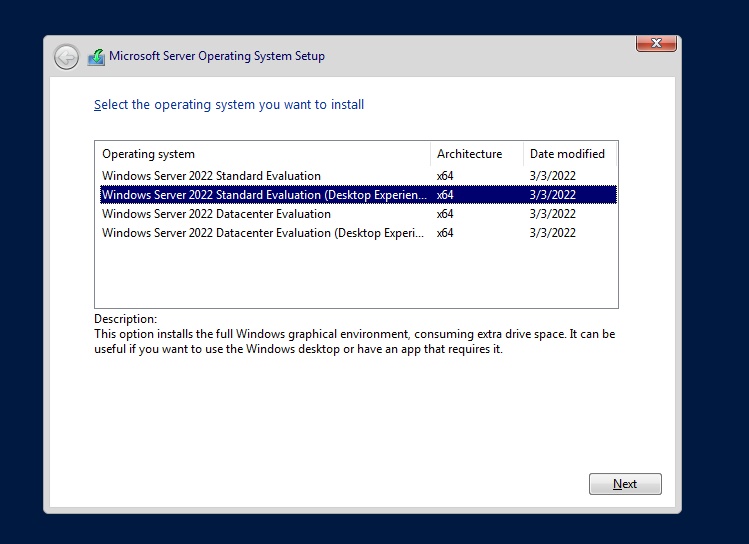 Microsoft Server Operating System Setup
Select the operating system you want to install
Operating system Architecture Date modified
Windows Server 2022 Standard Evaluation x64 3/3/2022
Windows Server 2022 Standard Evaluation (Desktop Experien... x64 3/3/2022
Windows Server 2022 Datacenter Evaluation x64 3/3/2022
Windows Server 2022 Datacenter Evaluation (Desktop Experi... x64 3/3/2022
Description:
This option installs the full Windows graphical environment, consuming extra drive space. It can be
useful if you want to use the Windows desktop or have an app that requires it.
Next